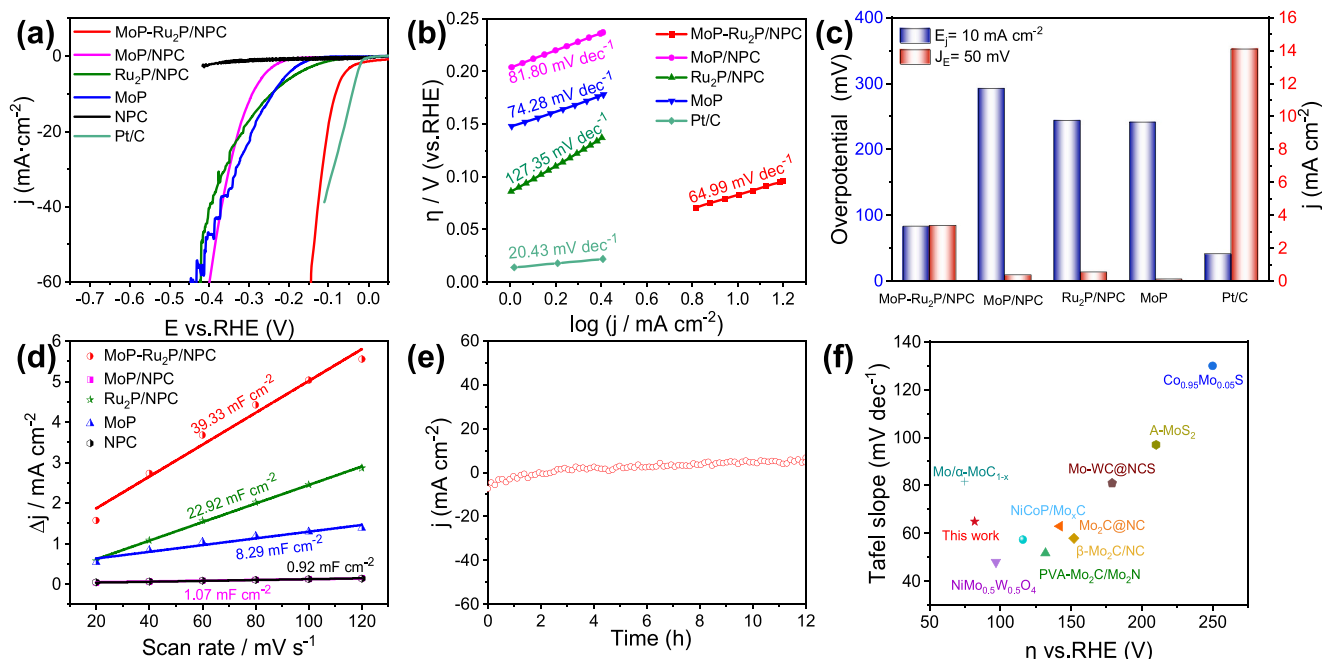 (a)
MoP-Ru₂P/NPC
MoP/NPC
Ru₂P/NPC
MoP
NPC
Pt/C
j (mA·cm⁻²)
0
-20
-40
-60
-0.7 -0.6 -0.5 -0.4 -0.3 -0.2 -0.1 0.0
E vs.RHE (V)
(b)
MoP-Ru₂P/NPC
MoP/NPC
Ru₂P/NPC
MoP
Pt/C
81.80 mV dec⁻¹
74.28 mV dec⁻¹
127.35 mV dec⁻¹
64.99 mV dec⁻¹
20.43 mV dec⁻¹
η / V (vs.RHE)
0.25
0.20
0.15
0.10
0.05
0.00
0.0 0.2 0.4 0.6 0.8 1.0 1.2
log (j / mA cm⁻²)
(c)
Eⱼ= 10 mA cm⁻²
J_E= 50 mV
Overpotential (mV)
400
300
200
100
0
16
14
12
10
8
6
4
2
0
j (mA cm⁻²)
MoP-Ru₂P/NPC MoP/NPC Ru₂P/NPC MoP Pt/C
(d)
MoP-Ru₂P/NPC
MoP/NPC
Ru₂P/NPC
MoP
NPC
39.33 mF cm⁻²
22.92 mF cm⁻²
8.29 mF cm⁻²
0.92 mF cm⁻²
1.07 mF cm⁻²
Δj / mA cm⁻²
6
5
4
3
2
1
0
20 40 60 80 100 120
Scan rate / mV s⁻¹
(e)
j (mA cm⁻²)
60
40
20
0
-20
-40
-60
0 2 4 6 8 10 12
Time (h)
(f)
Tafel slope (mV dec⁻¹)
140
120
100
80
60
40
Co₀.₉₅Mo₀.₀₅S
A-MoS₂
Mo/α-MoC₁₋ₓ
Mo-WC@NCS
NiCoP/MoₓC
This work
Mo₂C@NC
β-Mo₂C/NC
PVA-Mo₂C/Mo₂N
NiMo₀.₅W₀.₅O₄
50 100 150 200 250
η vs.RHE (V)